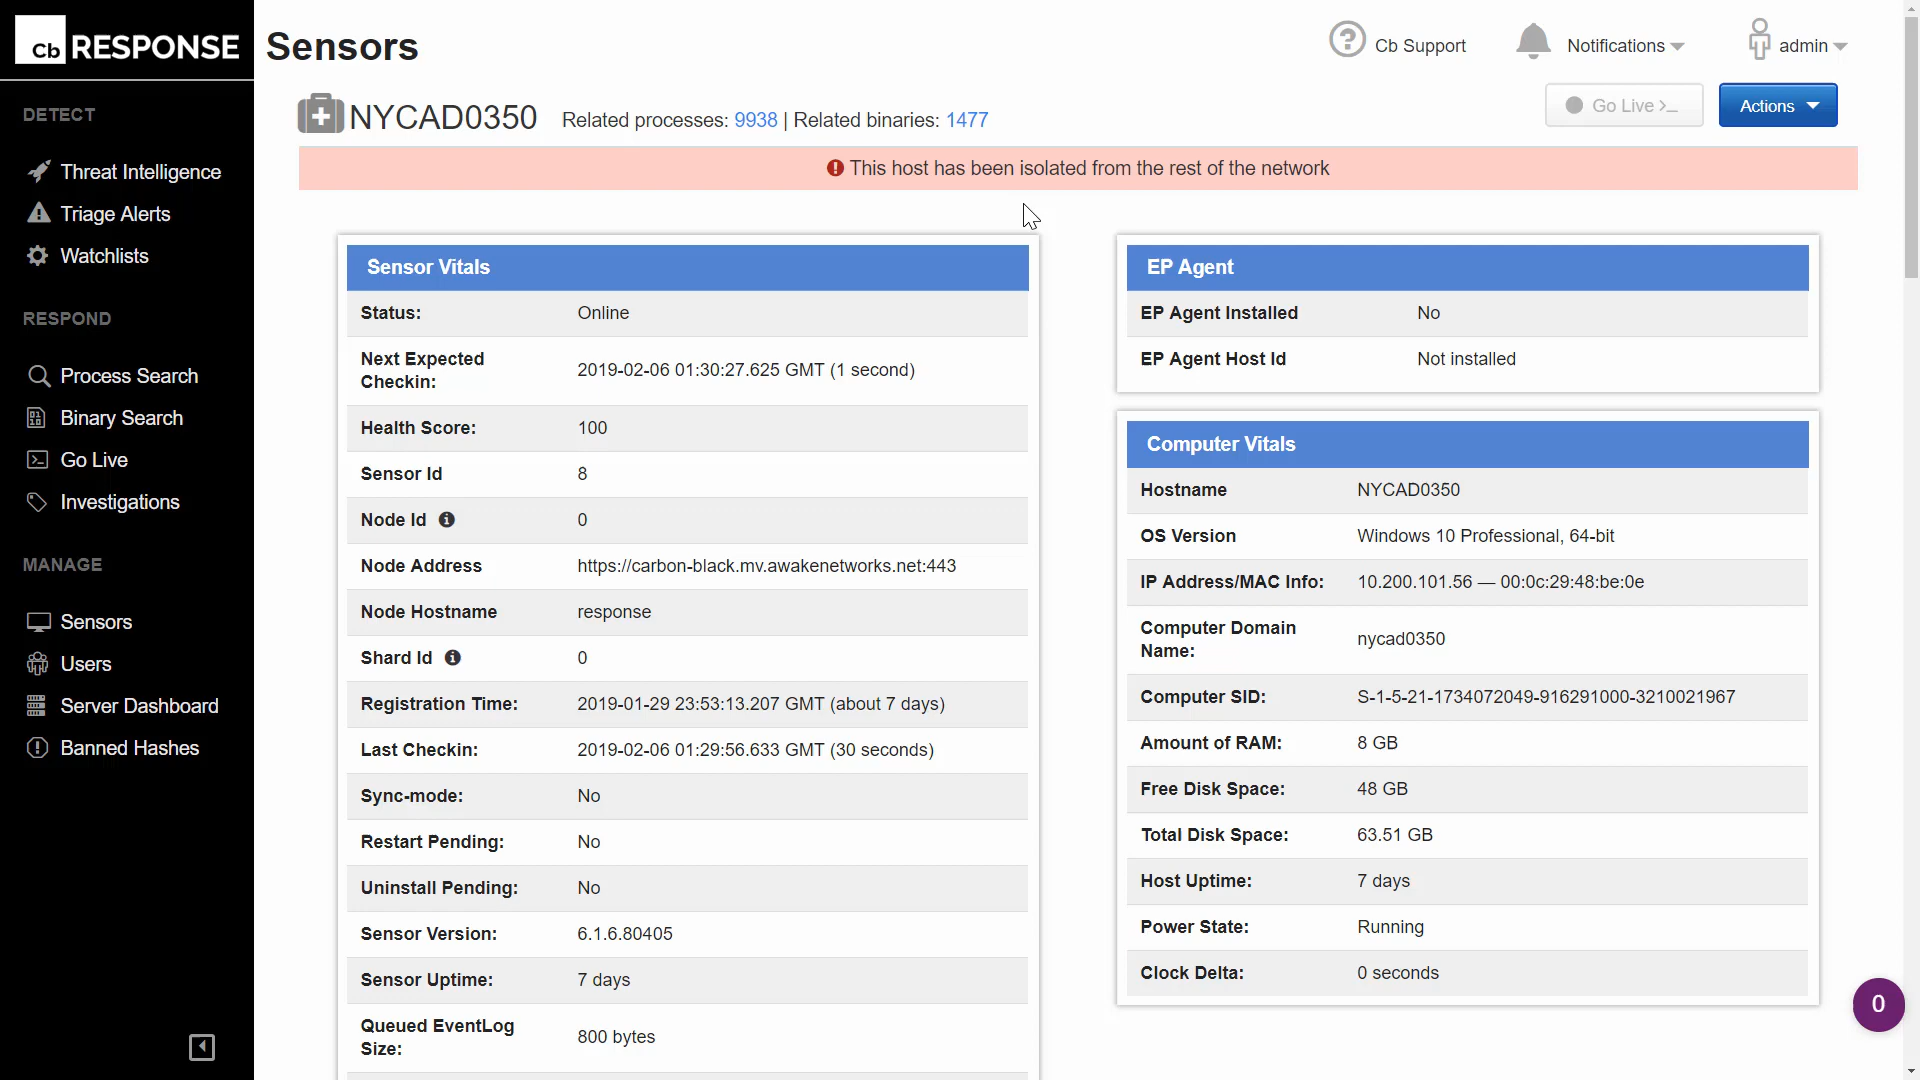 Cb RESPONSE
DETECT
Threat Intelligence
Triage Alerts
Watchlists
RESPOND
Process Search
Binary Search
Go Live
Investigations
MANAGE
Sensors
Users
Server Dashboard
Banned Hashes
Sensors
Cb Support
Notifications
admin
NYCAD0350 Related processes: 9938 | Related binaries: 1477
Go Live >_
Actions
This host has been isolated from the rest of the network
Sensor Vitals
Status: Online
Next Expected
Checkin: 2019-02-06 01:30:27.625 GMT (1 second)
Health Score: 100
Sensor Id 8
Node Id 0
Node Address https://carbon-black.mv.awakenetworks.net:443
Node Hostname response
Shard Id 0
Registration Time: 2019-01-29 23:53:13.207 GMT (about 7 days)
Last Checkin: 2019-02-06 01:29:56.633 GMT (30 seconds)
Sync-mode: No
Restart Pending: No
Uninstall Pending: No
Sensor Version: 6.1.6.80405
Sensor Uptime: 7 days
Queued EventLog
Size: 800 bytes
EP Agent
EP Agent Installed No
EP Agent Host Id Not installed
Computer Vitals
Hostname NYCAD0350
OS Version Windows 10 Professional, 64-bit
IP Address/MAC Info: 10.200.101.56 — 00:0c:29:48:be:0e
Computer Domain
Name: nycad0350
Computer SID: S-1-5-21-1734072049-916291000-3210021967
Amount of RAM: 8 GB
Free Disk Space: 48 GB
Total Disk Space: 63.51 GB
Host Uptime: 7 days
Power State: Running
Clock Delta: 0 seconds
0